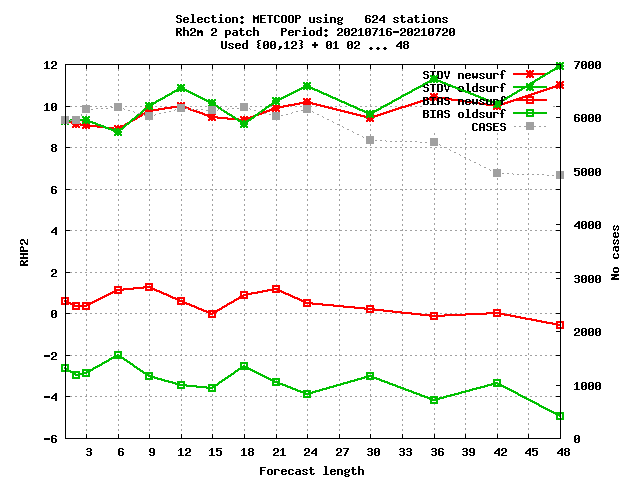 Selection: METCOOP using   624 stations
Rh2m 2 patch   Period: 20210716-20210720
Used {00,12} + 01 02 ... 48
STDV newsurf
STDV oldsurf
BIAS newsurf
BIAS oldsurf
CASES
12
10
8
6
4
2
0
-2
-4
-6
RHP2
7000
6000
5000
4000
3000
2000
1000
0
No cases
3 6 9 12 15 18 21 24 27 30 33 36 39 42 45 48
Forecast length